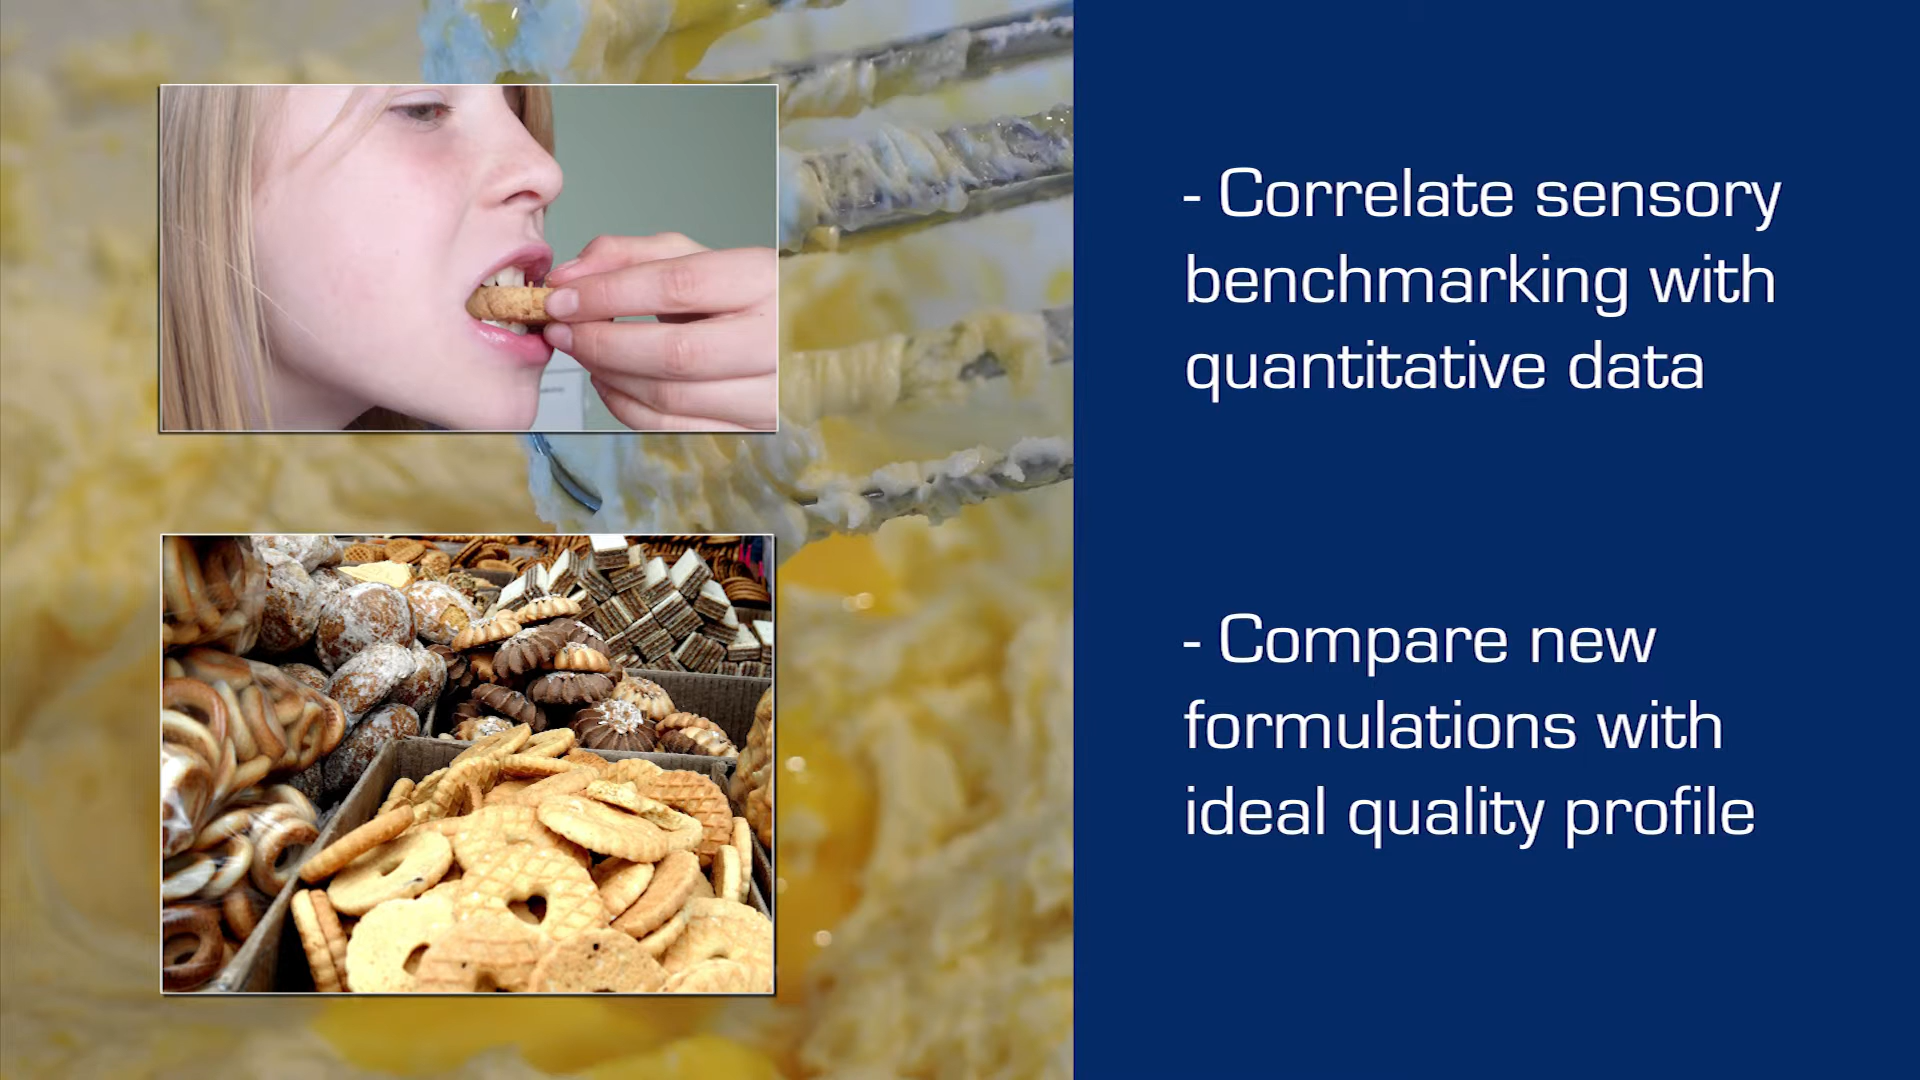 - Correlate sensory
benchmarking with
quantitative data
- Compare new
formulations with
ideal quality profile